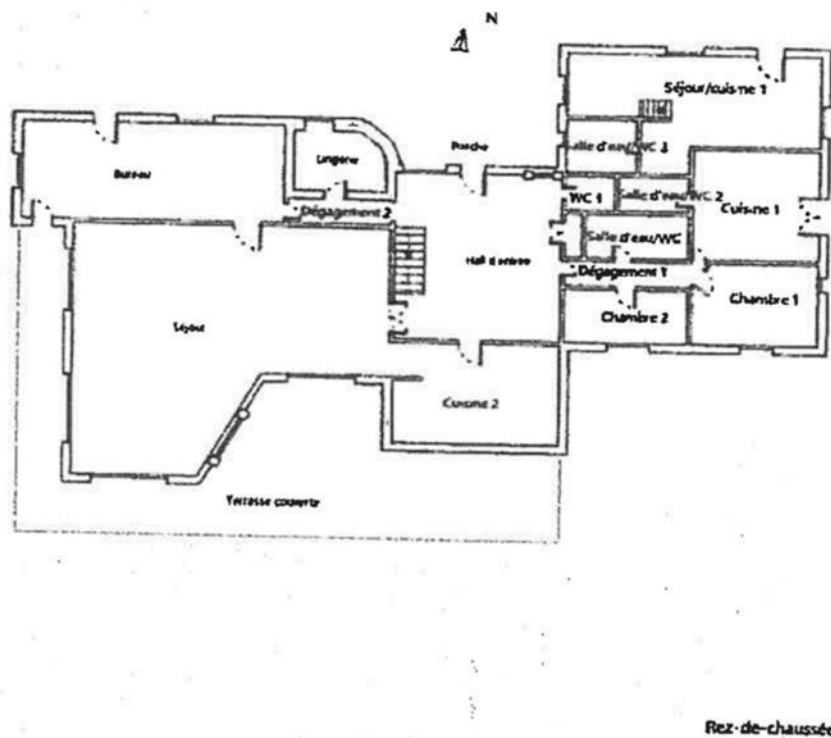 N
Séjour/cuisine 1
Porche
Salle d'eau/WC 3
Lingerie
Bureau
WC 1
Salle d'eau/WC 2
Cuisine 1
Dégagement 2
Salle d'eau/WC
Hall d'entrée
Dégagement 1
Chambre 1
Chambre 2
Séjour
Cuisine 2
Terrasse couverte
Rez-de-chaussée